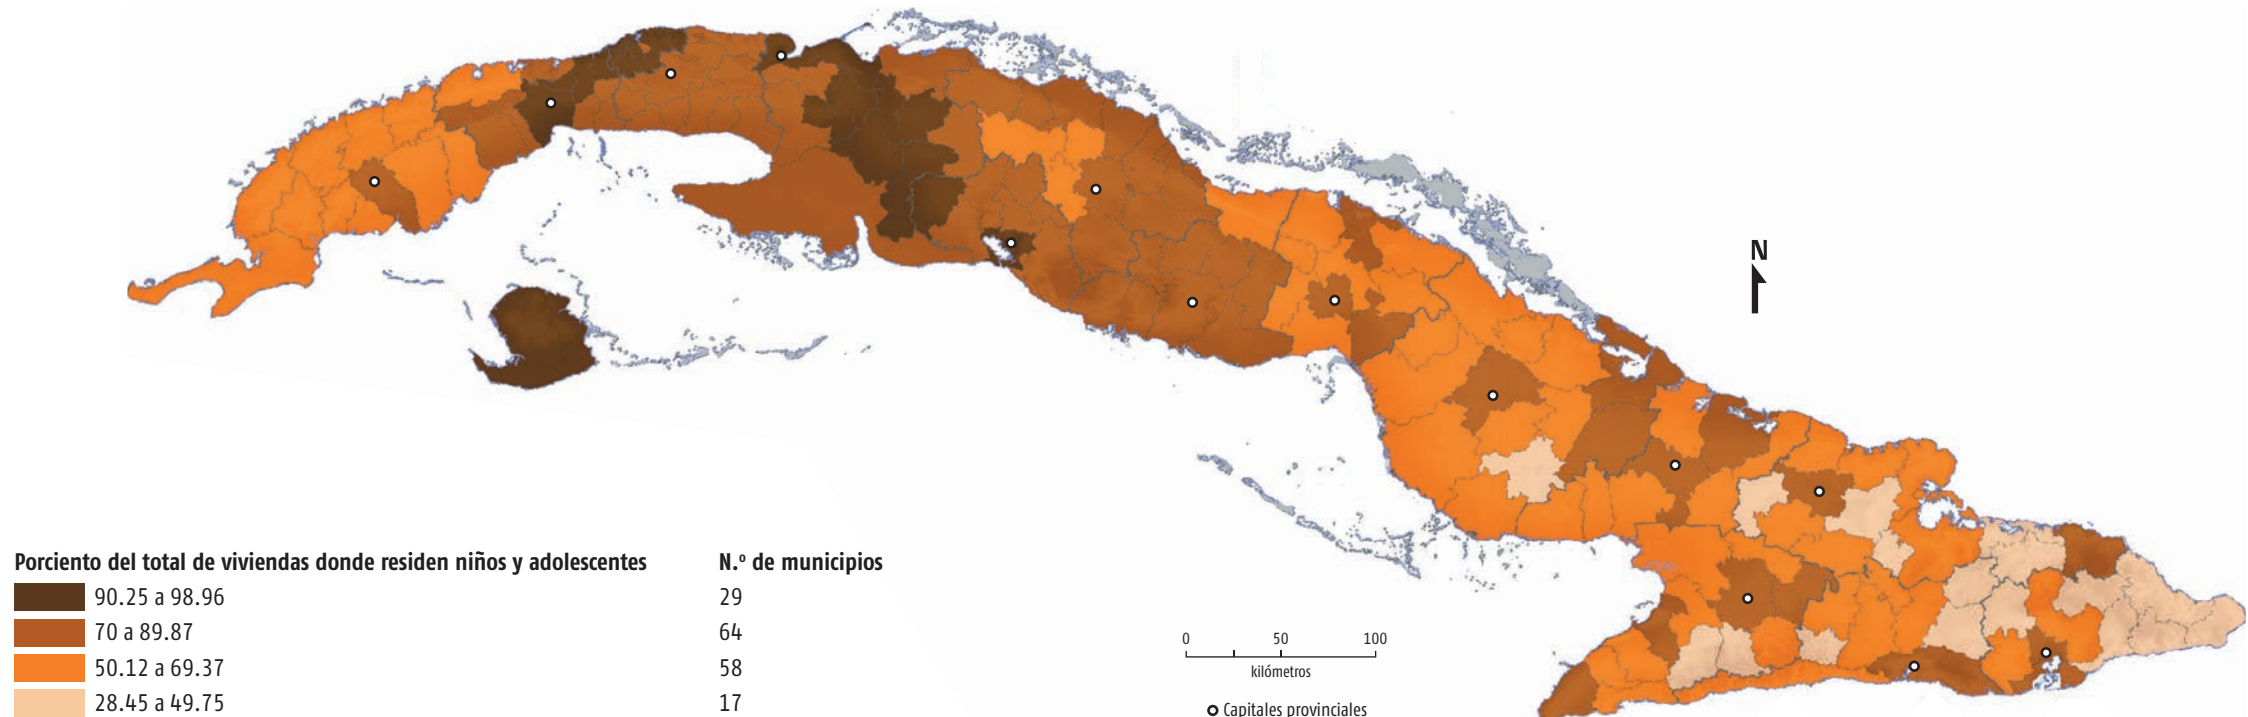 N
Porciento del total de viviendas donde residen niños y adolescentes N.º de municipios
90.25 a 98.96 29
70 a 89.87 64
50.12 a 69.37 58
28.45 a 49.75 17
0 50 100
kilómetros
Capitales provinciales